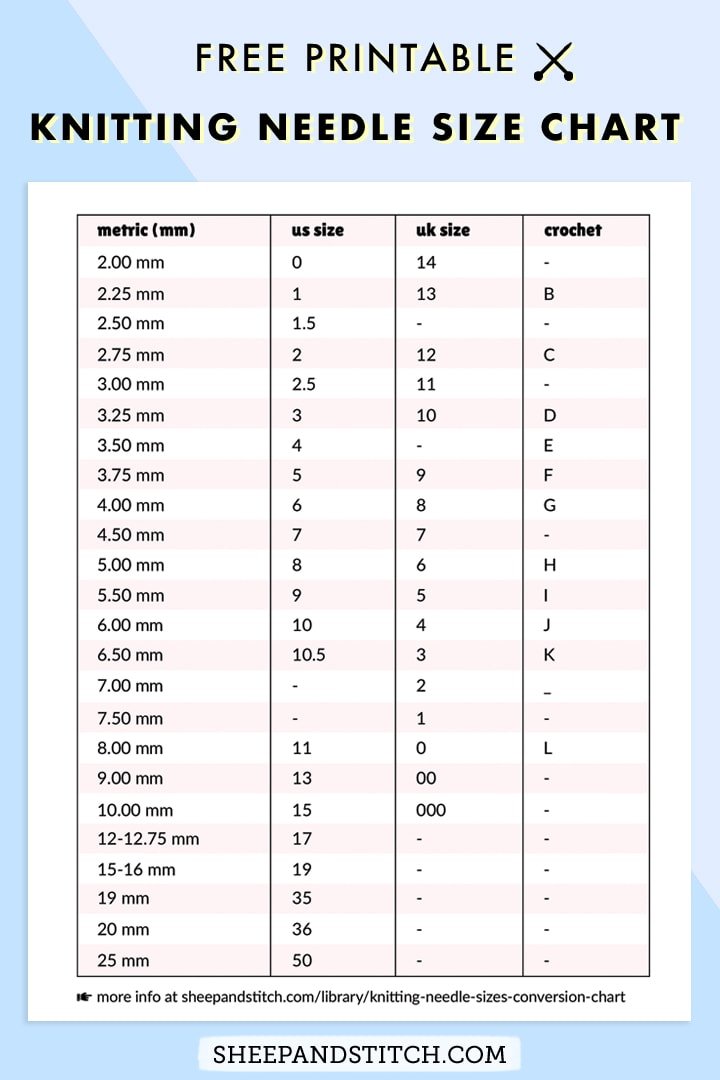 FREE PRINTABLE
KNITTING NEEDLE SIZE CHART
metric (mm) us size uk size crochet
2.00 mm 0 14 -
2.25 mm 1 13 B
2.50 mm 1.5 - -
2.75 mm 2 12 C
3.00 mm 2.5 11 -
3.25 mm 3 10 D
3.50 mm 4 - E
3.75 mm 5 9 F
4.00 mm 6 8 G
4.50 mm 7 7 -
5.00 mm 8 6 H
5.50 mm 9 5 I
6.00 mm 10 4 J
6.50 mm 10.5 3 K
7.00 mm - 2 _
7.50 mm - 1 -
8.00 mm 11 0 L
9.00 mm 13 00 -
10.00 mm 15 000 -
12-12.75 mm 17 - -
15-16 mm 19 - -
19 mm 35 - -
20 mm 36 - -
25 mm 50 - -
more info at sheepandstitch.com/library/knitting-needle-sizes-conversion-chart
SHEEPANDSTITCH.COM